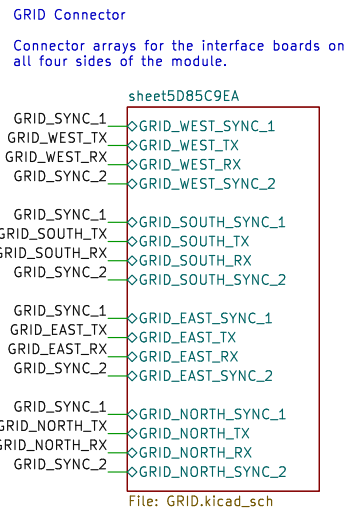 GRID Connector
Connector arrays for the interface boards on
all four sides of the module.
sheet5D85C9EA
GRID_SYNC_1 GRID_WEST_SYNC_1
GRID_WEST_TX GRID_WEST_TX
GRID_WEST_RX GRID_WEST_RX
GRID_SYNC_2 GRID_WEST_SYNC_2
GRID_SYNC_1 GRID_SOUTH_SYNC_1
GRID_SOUTH_TX GRID_SOUTH_TX
GRID_SOUTH_RX GRID_SOUTH_RX
GRID_SYNC_2 GRID_SOUTH_SYNC_2
GRID_SYNC_1 GRID_EAST_SYNC_1
GRID_EAST_TX GRID_EAST_TX
GRID_EAST_RX GRID_EAST_RX
GRID_SYNC_2 GRID_EAST_SYNC_2
GRID_SYNC_1 GRID_NORTH_SYNC_1
GRID_NORTH_TX GRID_NORTH_TX
GRID_NORTH_RX GRID_NORTH_RX
GRID_SYNC_2 GRID_NORTH_SYNC_2
File: GRID.kicad_sch